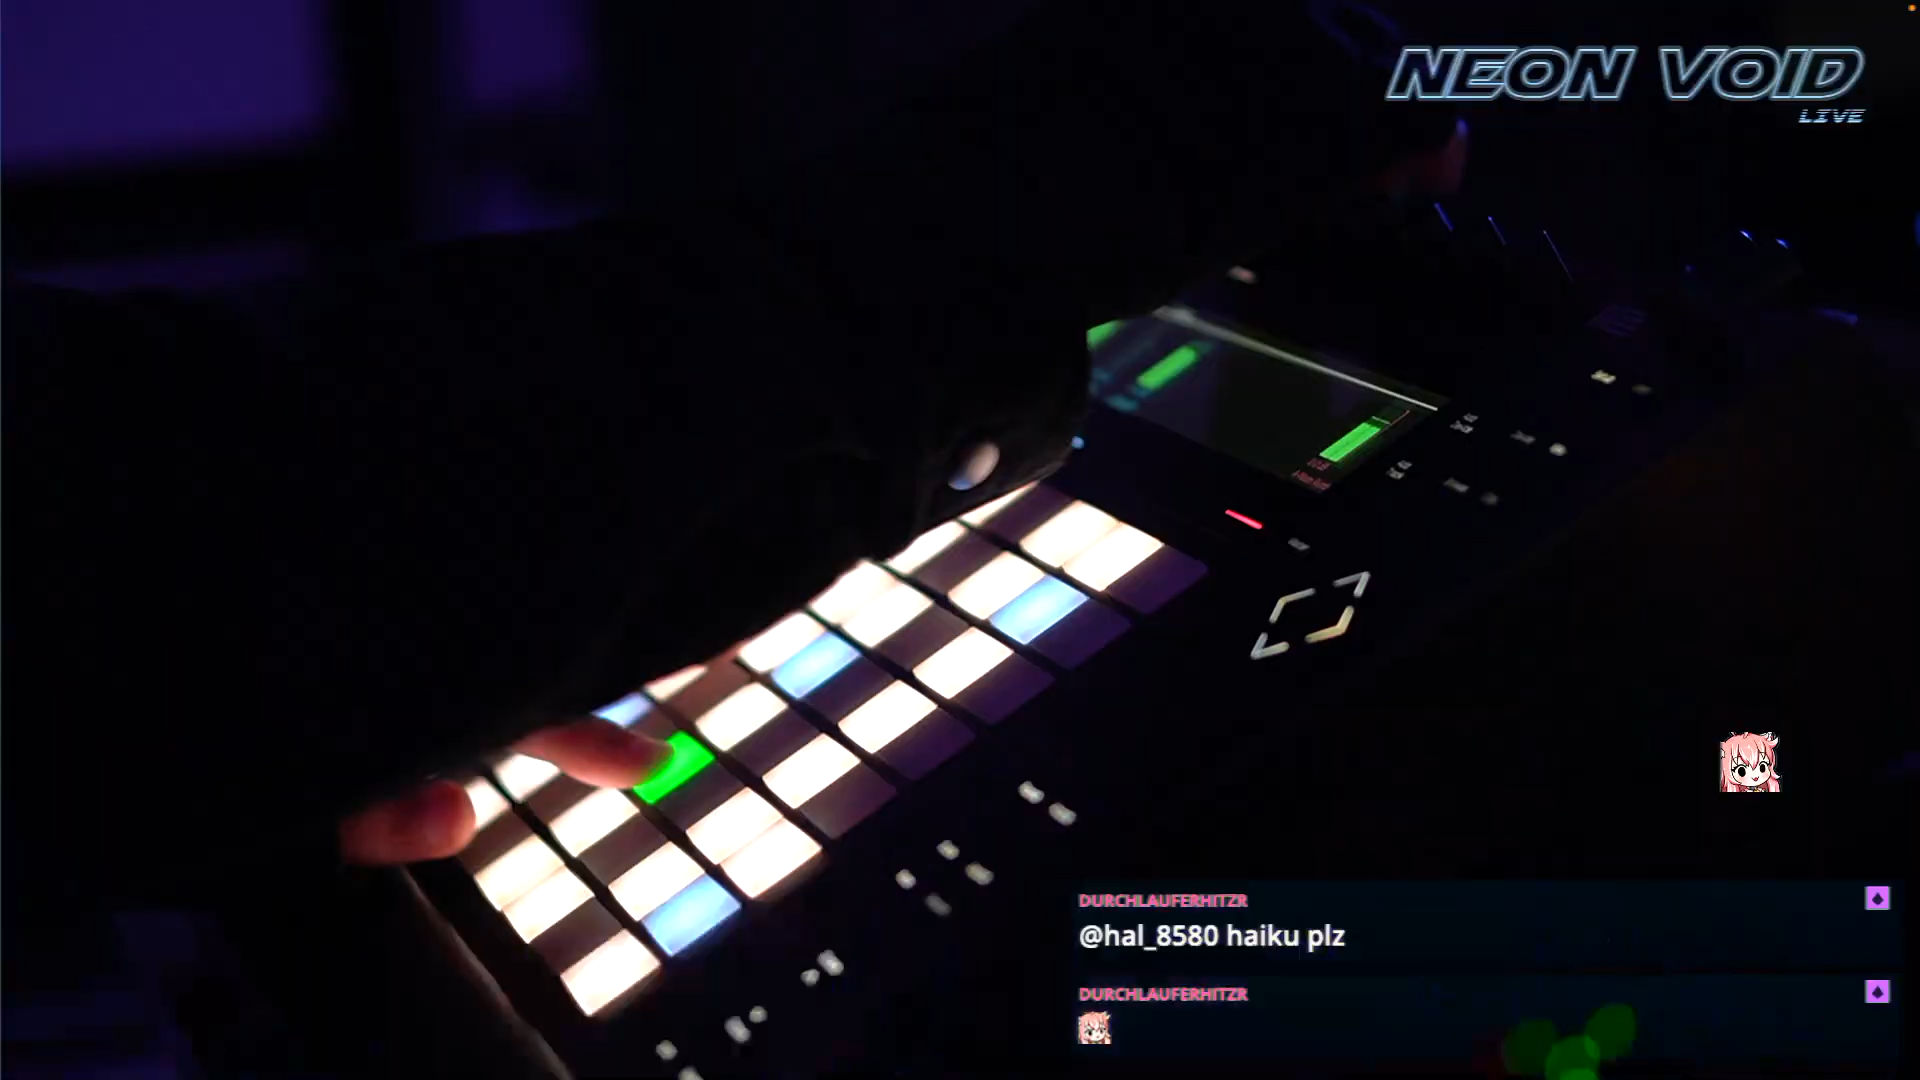 NEON VOID
LIVE
DURCHLAUFERHITZR
@hal_8580 haiku plz
DURCHLAUFERHITZR